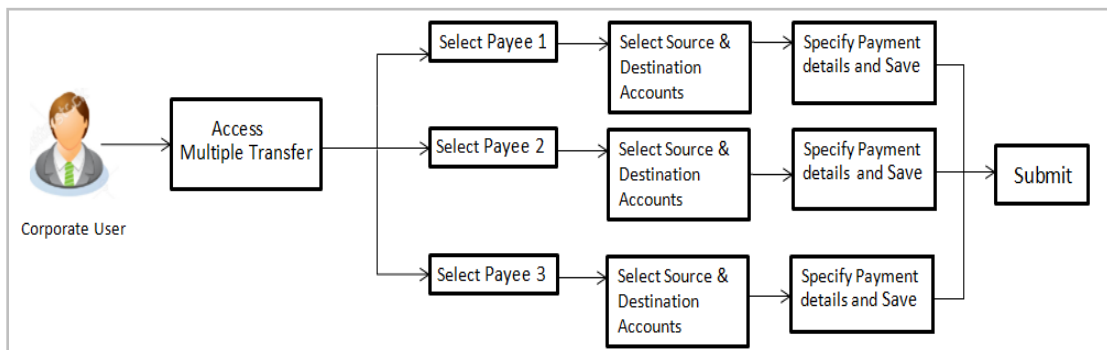 Corporate User
Access
Multiple Transfer
Select Payee 1
Select Source &
Destination
Accounts
Specify Payment
details and Save
Select Payee 2
Select Source &
Destination
Accounts
Specify Payment
details and Save
Select Payee 3
Select Source &
Destination
Accounts
Specify Payment
details and Save
Submit